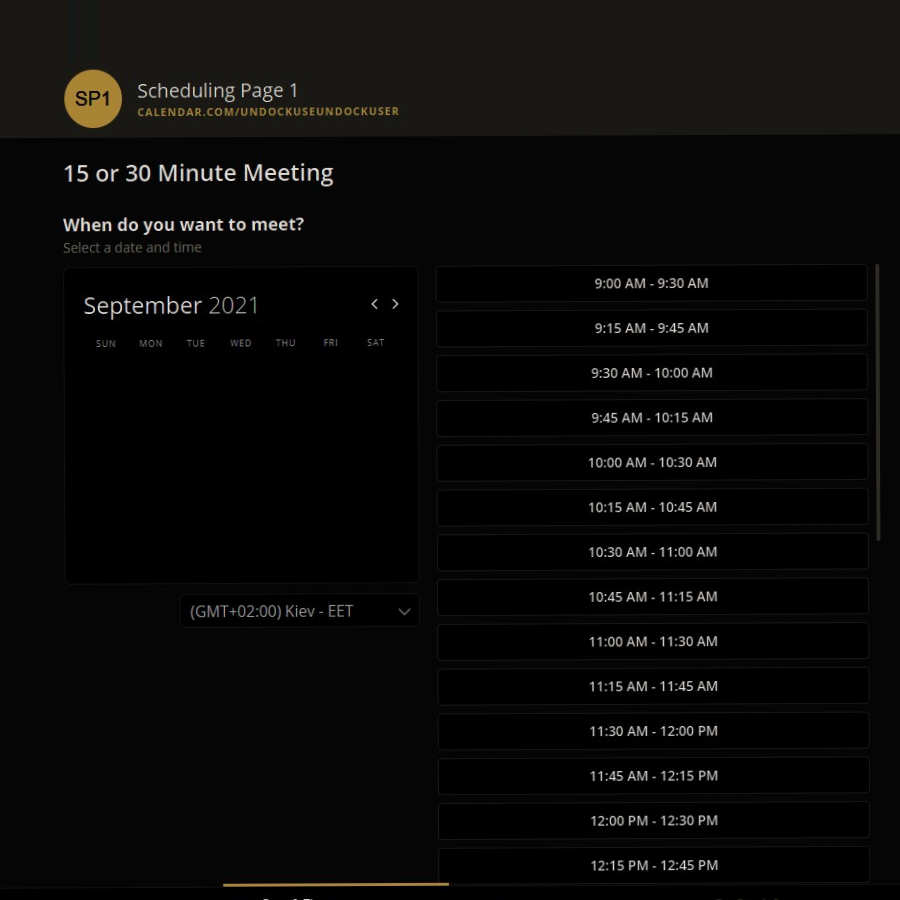 SP1
Scheduling Page 1
CALENDAR.COM/UNDOCKUSEUNDOCKUSER
15 or 30 Minute Meeting
When do you want to meet?
Select a date and time
September 2021
SUN MON TUE WED THU FRI SAT
(GMT+02:00) Kiev - EET
9:00 AM - 9:30 AM
9:15 AM - 9:45 AM
9:30 AM - 10:00 AM
9:45 AM - 10:15 AM
10:00 AM - 10:30 AM
10:15 AM - 10:45 AM
10:30 AM - 11:00 AM
10:45 AM - 11:15 AM
11:00 AM - 11:30 AM
11:15 AM - 11:45 AM
11:30 AM - 12:00 PM
11:45 AM - 12:15 PM
12:00 PM - 12:30 PM
12:15 PM - 12:45 PM